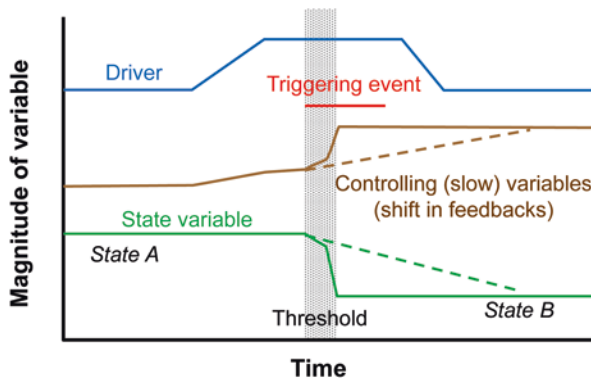 Driver
Triggering event
Controlling (slow) variables
(shift in feedbacks)
State variable
State A
Threshold
State B
Magnitude of variable
Time